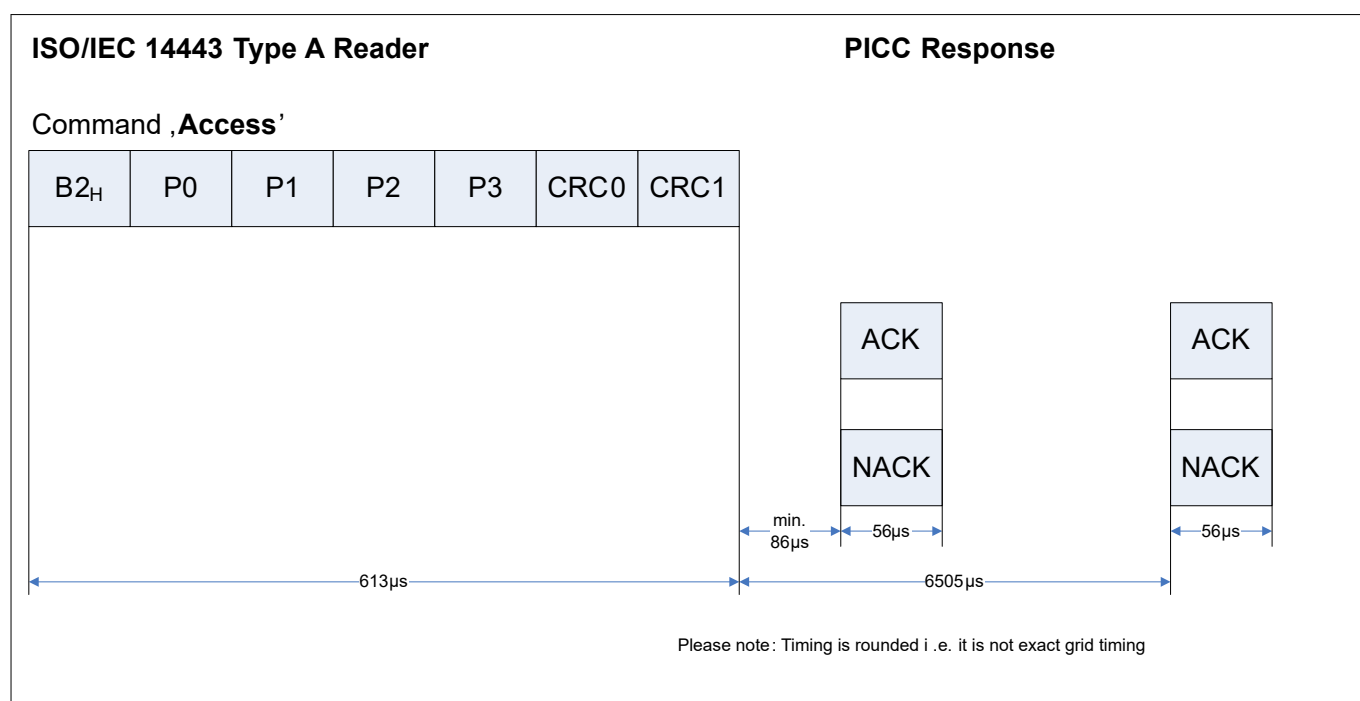 ISO/IEC 14443 Type A Reader
PICC Response
Command ‚Access’
B2H P0 P1 P2 P3 CRC0 CRC1
ACK ACK
NACK NACK
min.
86µs 56µs 56µs
613µs 6505µs
Please note: Timing is rounded i .e. it is not exact grid timing